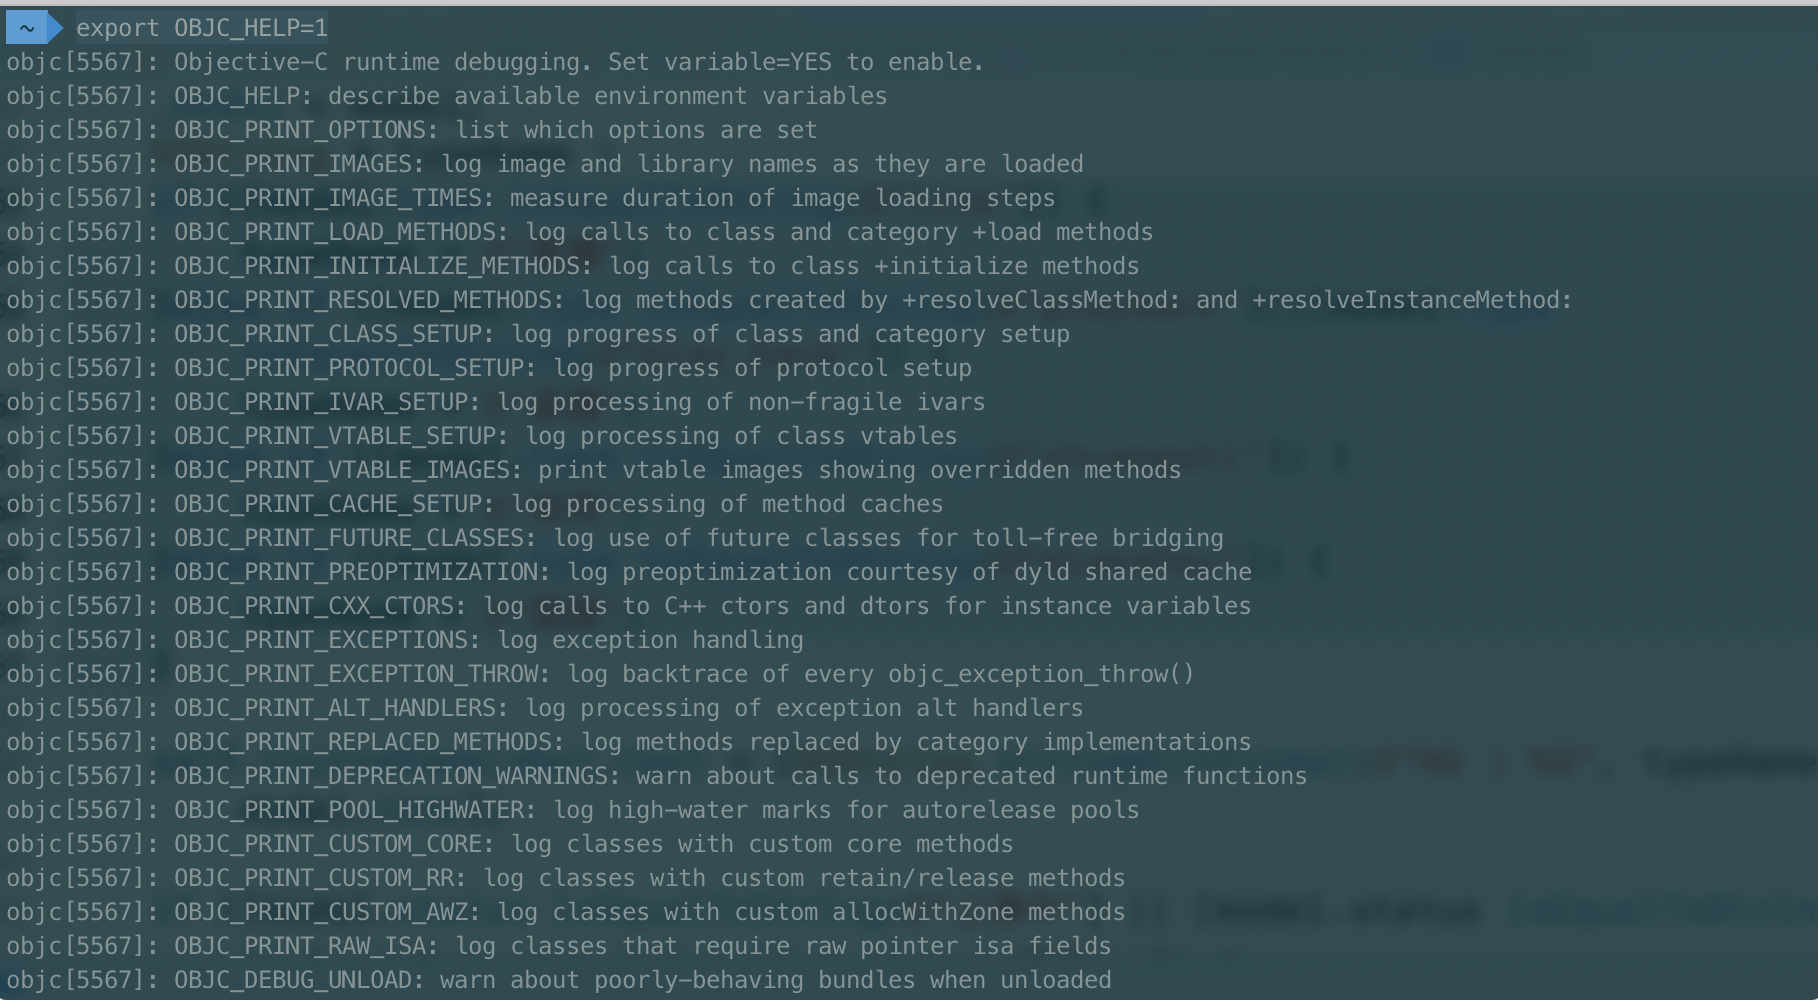 ~ export OBJC_HELP=1
objc[5567]: Objective-C runtime debugging. Set variable=YES to enable.
objc[5567]: OBJC_HELP: describe available environment variables
objc[5567]: OBJC_PRINT_OPTIONS: list which options are set
objc[5567]: OBJC_PRINT_IMAGES: log image and library names as they are loaded
objc[5567]: OBJC_PRINT_IMAGE_TIMES: measure duration of image loading steps
objc[5567]: OBJC_PRINT_LOAD_METHODS: log calls to class and category +load methods
objc[5567]: OBJC_PRINT_INITIALIZE_METHODS: log calls to class +initialize methods
objc[5567]: OBJC_PRINT_RESOLVED_METHODS: log methods created by +resolveClassMethod: and +resolveInstanceMethod:
objc[5567]: OBJC_PRINT_CLASS_SETUP: log progress of class and category setup
objc[5567]: OBJC_PRINT_PROTOCOL_SETUP: log progress of protocol setup
objc[5567]: OBJC_PRINT_IVAR_SETUP: log processing of non-fragile ivars
objc[5567]: OBJC_PRINT_VTABLE_SETUP: log processing of class vtables
objc[5567]: OBJC_PRINT_VTABLE_IMAGES: print vtable images showing overridden methods
objc[5567]: OBJC_PRINT_CACHE_SETUP: log processing of method caches
objc[5567]: OBJC_PRINT_FUTURE_CLASSES: log use of future classes for toll-free bridging
objc[5567]: OBJC_PRINT_PREOPTIMIZATION: log preoptimization courtesy of dyld shared cache
objc[5567]: OBJC_PRINT_CXX_CTORS: log calls to C++ ctors and dtors for instance variables
objc[5567]: OBJC_PRINT_EXCEPTIONS: log exception handling
objc[5567]: OBJC_PRINT_EXCEPTION_THROW: log backtrace of every objc_exception_throw()
objc[5567]: OBJC_PRINT_ALT_HANDLERS: log processing of exception alt handlers
objc[5567]: OBJC_PRINT_REPLACED_METHODS: log methods replaced by category implementations
objc[5567]: OBJC_PRINT_DEPRECATION_WARNINGS: warn about calls to deprecated runtime functions
objc[5567]: OBJC_PRINT_POOL_HIGHWATER: log high-water marks for autorelease pools
objc[5567]: OBJC_PRINT_CUSTOM_CORE: log classes with custom core methods
objc[5567]: OBJC_PRINT_CUSTOM_RR: log classes with custom retain/release methods
objc[5567]: OBJC_PRINT_CUSTOM_AWZ: log classes with custom allocWithZone methods
objc[5567]: OBJC_PRINT_RAW_ISA: log classes that require raw pointer isa fields
objc[5567]: OBJC_DEBUG_UNLOAD: warn about poorly-behaving bundles when unloaded